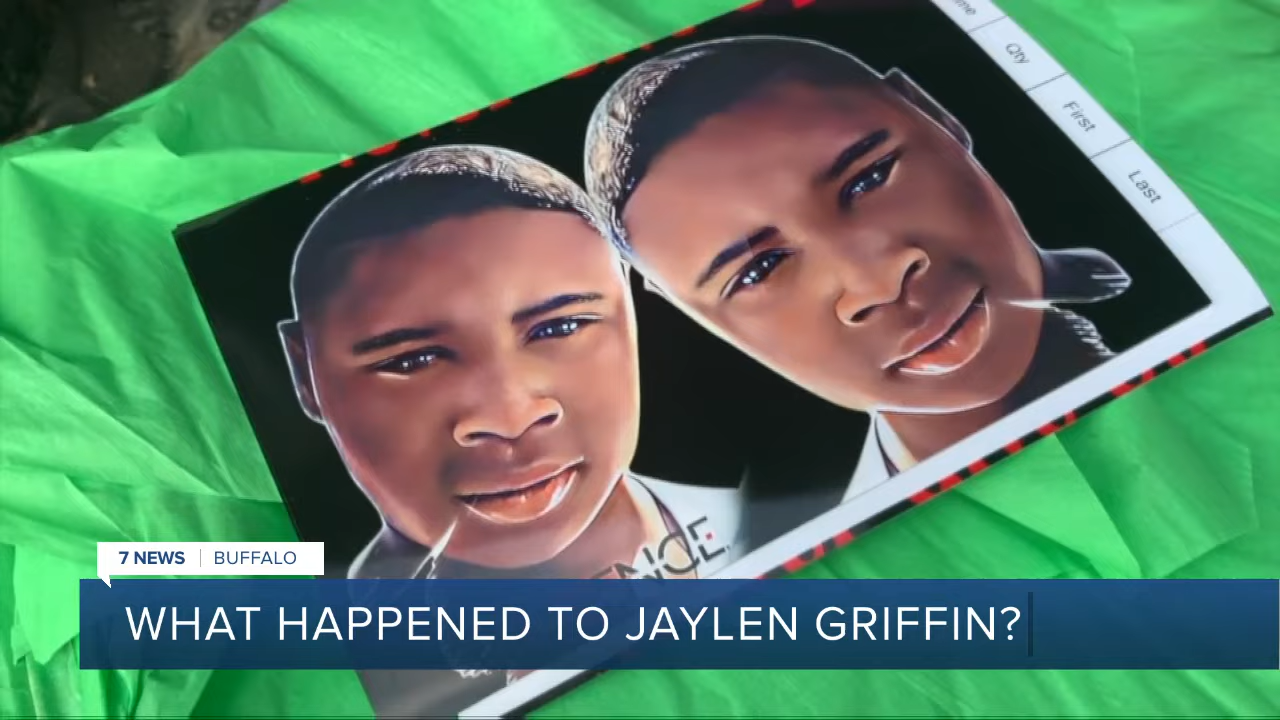 Qty
First
Last
7 NEWS | BUFFALO
WHAT HAPPENED TO JAYLEN GRIFFIN?